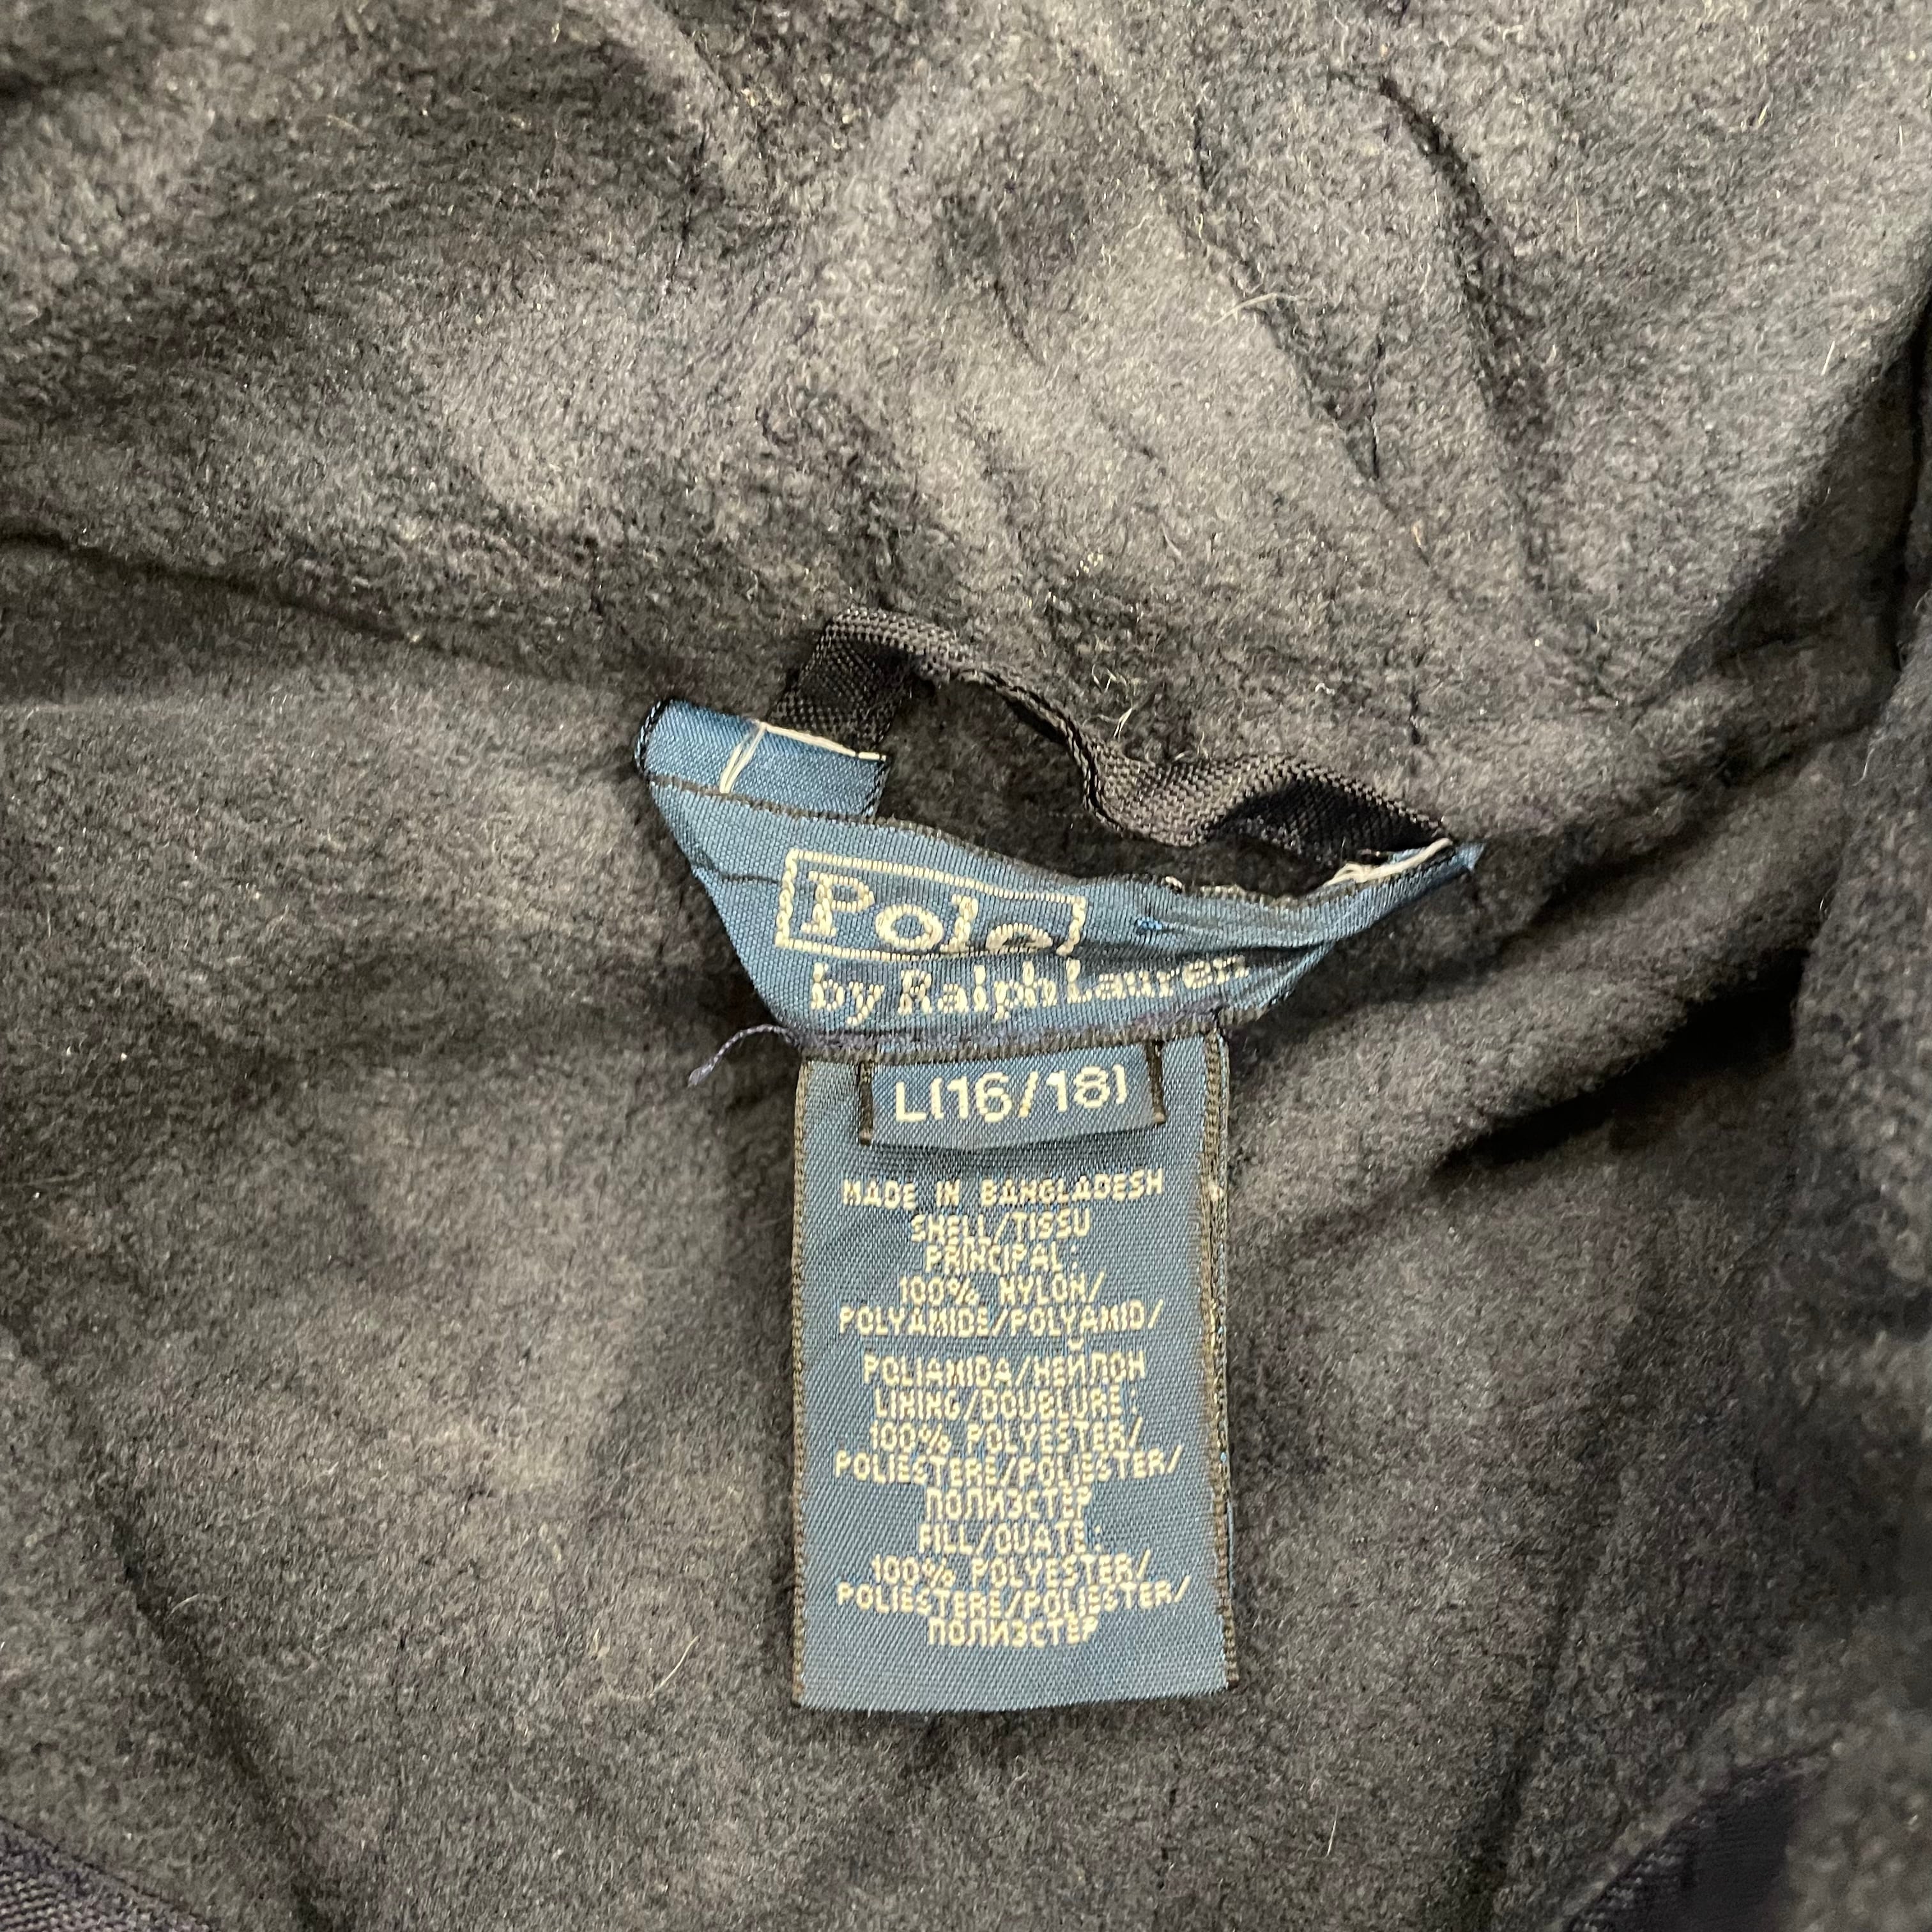 Polo
by Ralph Lauren
L(16/18)
MADE IN BANGLADESH
SHELL/TISSU
PRINCIPAL:
100% NYLON/
POLYAMIDE/POLYAMID/
POLIAMIDA/НЕЙЛОН
LINING/DOUBLURE:
100% POLYESTER/
POLIESTERE/POLIESTER/
ПОЛИЭСТЕР
FILL/OUATE:
100% POLYESTER/
POLIESTERE/POLIESTER/
ПОЛИЭСТЕР